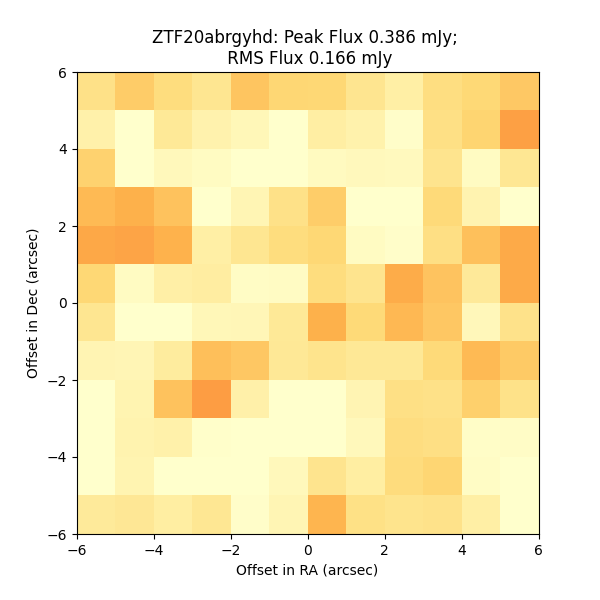 ZTF20abrgyhd: Peak Flux 0.386 mJy;
RMS Flux 0.166 mJy
6
4
2
0
−2
−4
−6
Offset in Dec (arcsec)
−6 −4 −2 0 2 4 6
Offset in RA (arcsec)